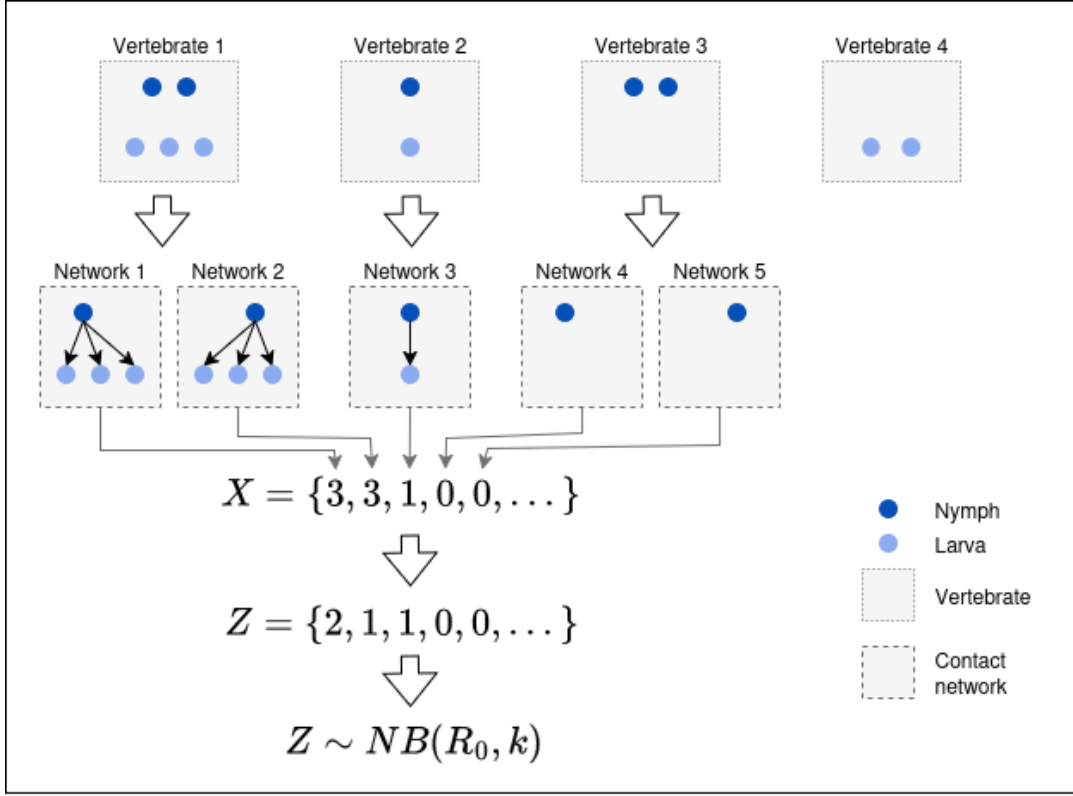 Vertebrate 1
Vertebrate 2
Vertebrate 3
Vertebrate 4
Network 1
Network 2
Network 3
Network 4
Network 5
X = {3, 3, 1, 0, 0, . . . }
Z = {2, 1, 1, 0, 0, . . . }
Z ∼ NB(R₀, k)
Nymph
Larva
Vertebrate
Contact
network